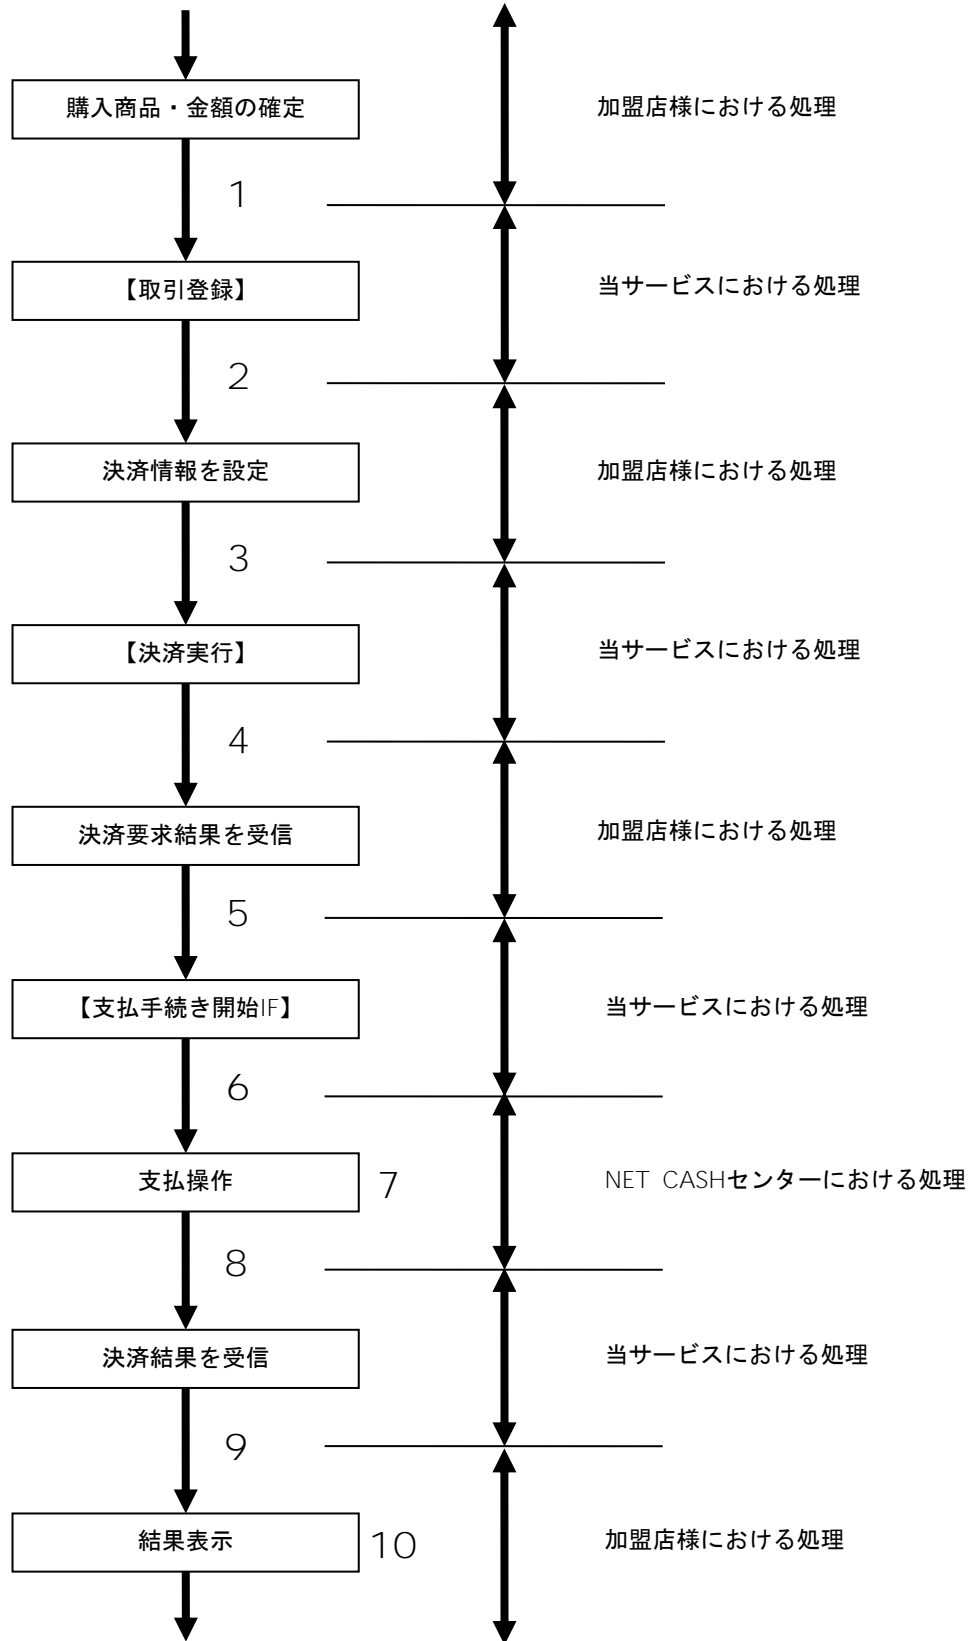 購入商品・金額の確定
加盟店様における処理
1
【取引登録】
当サービスにおける処理
2
決済情報を設定
加盟店様における処理
3
【決済実行】
当サービスにおける処理
4
決済要求結果を受信
加盟店様における処理
5
【支払手続き開始IF】
当サービスにおける処理
6
支払操作
7
NET CASHセンターにおける処理
8
決済結果を受信
当サービスにおける処理
9
結果表示
10
加盟店様における処理